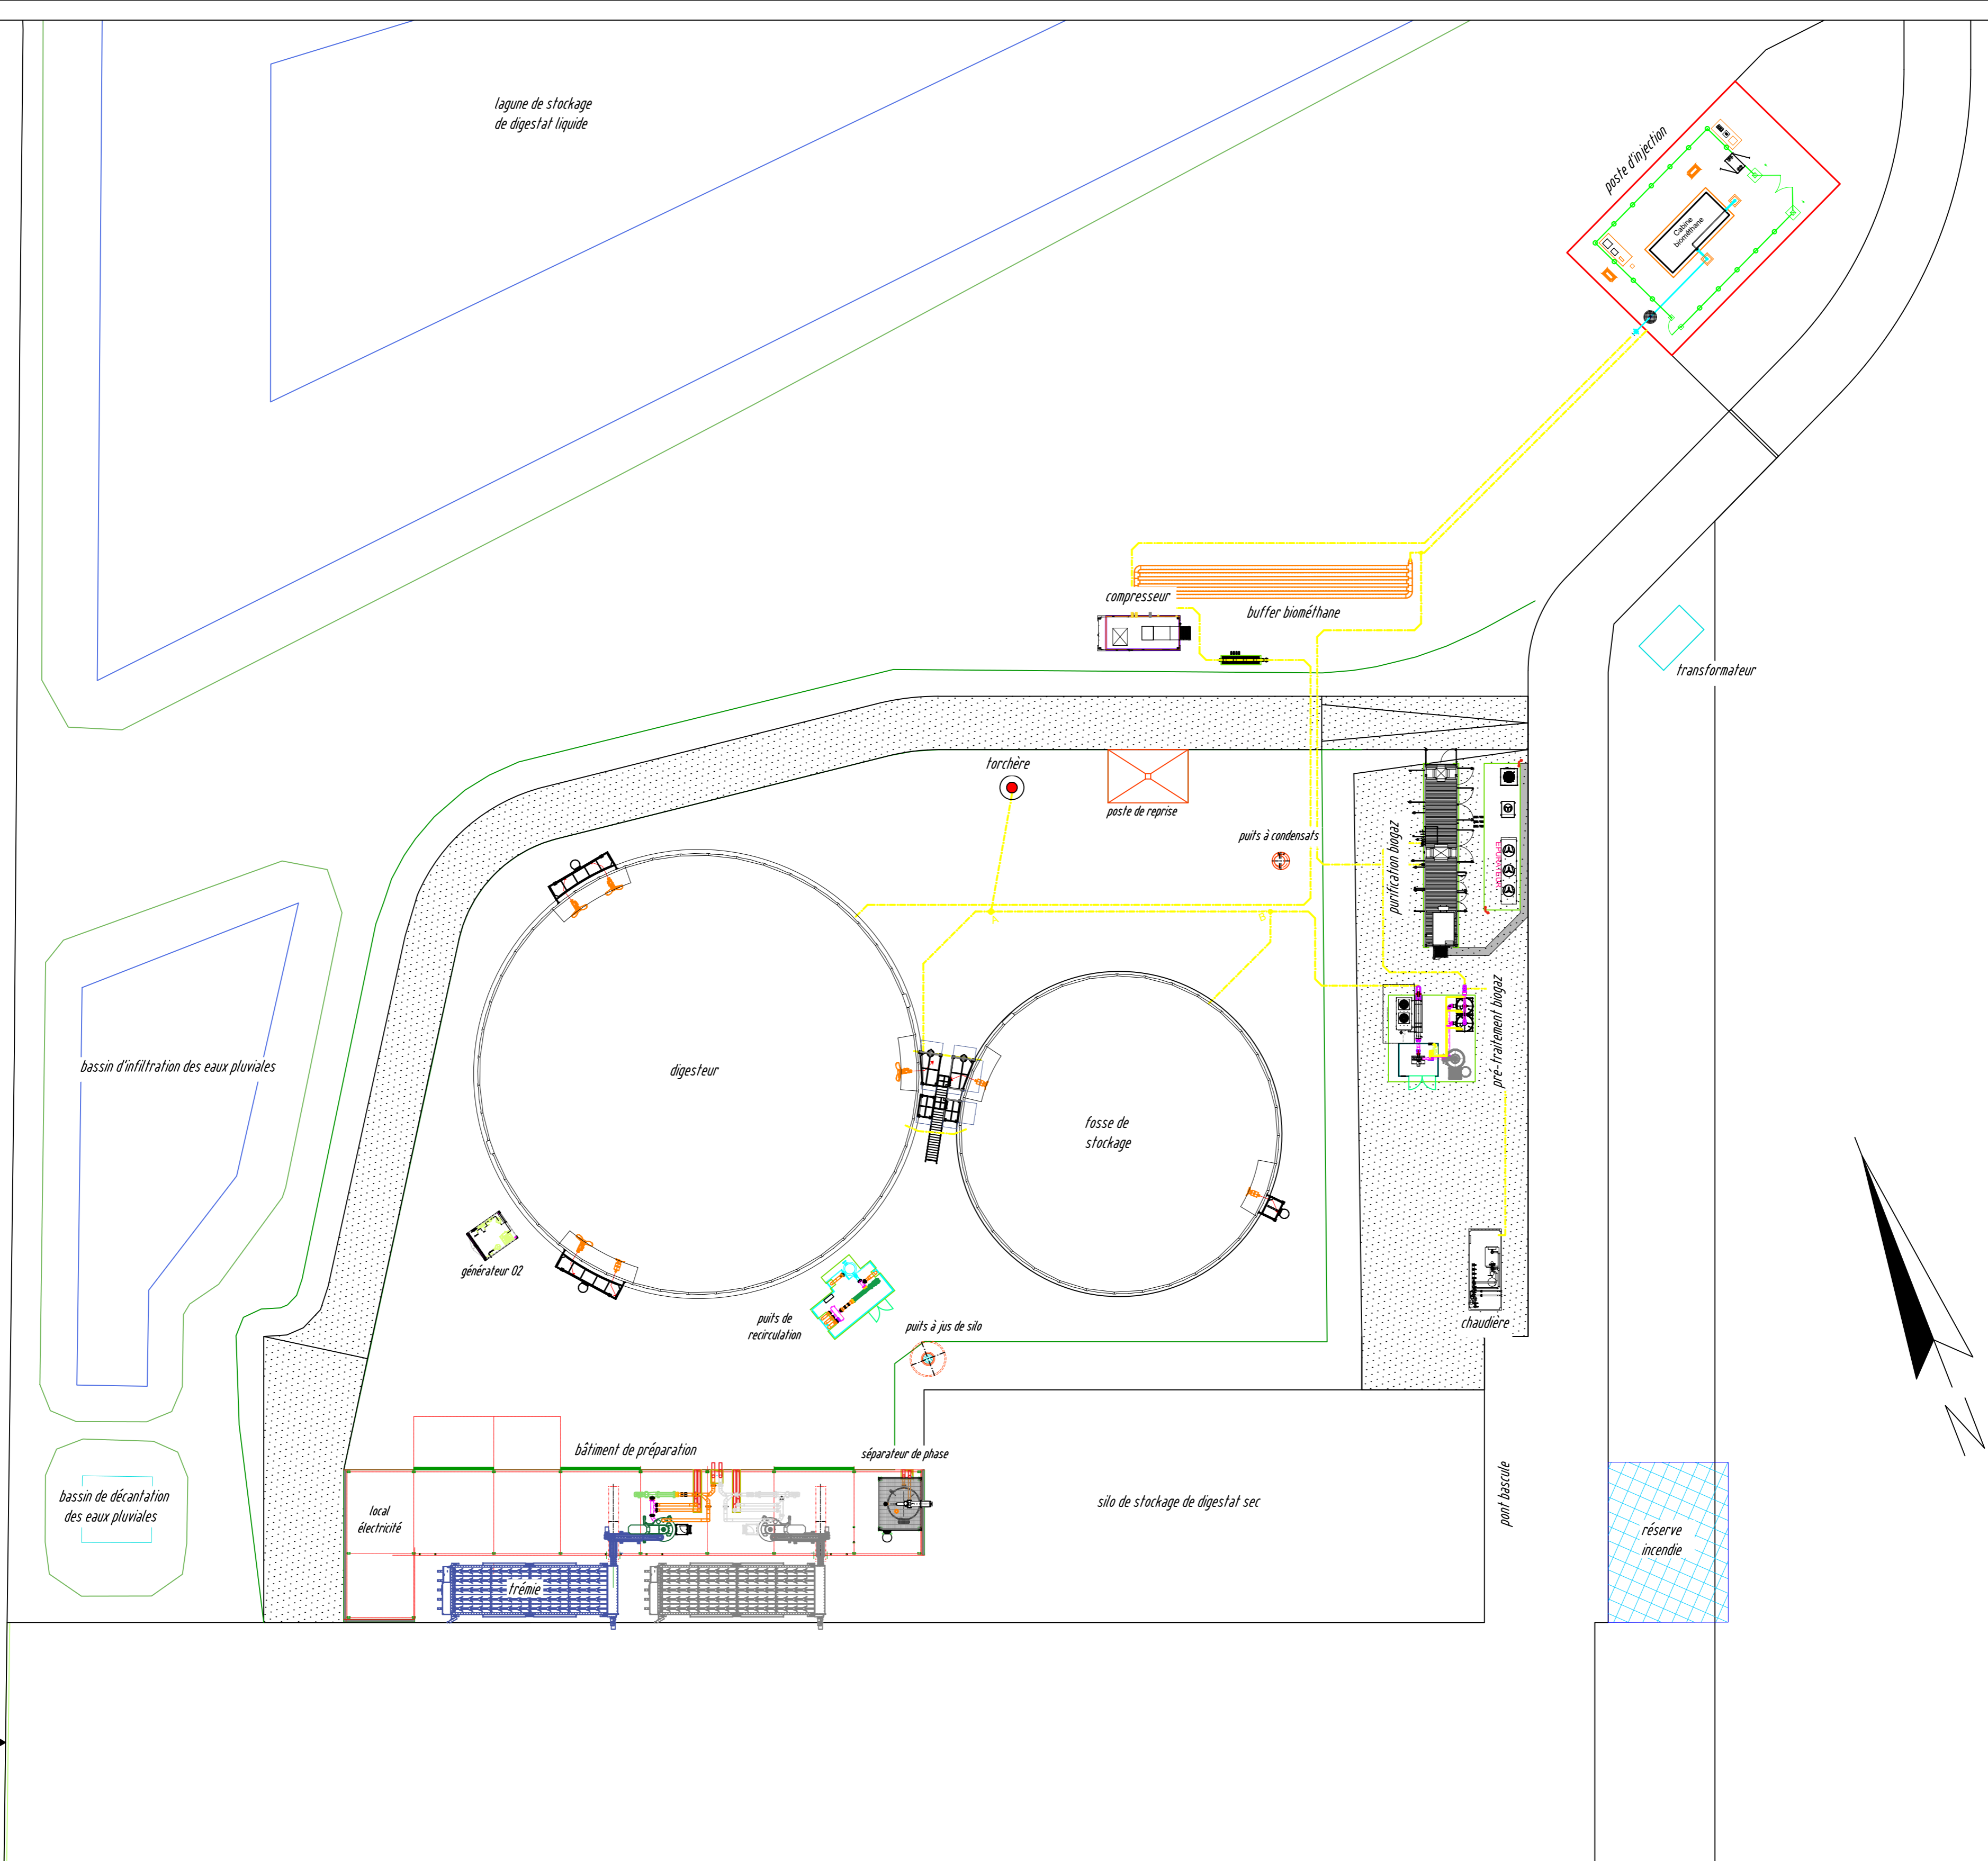 lagune de stockage
de digestat liquide
poste d'injection
Cabine
biométhane
compresseur
buffer biométhane
transformateur
torchère
poste de reprise
puits à condensats
purification biogaz
EPURATEUR
pré-traitement biogaz
bassin d'infiltration des eaux pluviales
digesteur
fosse de
stockage
générateur O2
puits de
recirculation
puits à jus de silo
chaudière
bâtiment de préparation
séparateur de phase
bassin de décantation
des eaux pluviales
local
électricité
silo de stockage de digestat sec
pont bascule
réserve
incendie
trémie
N